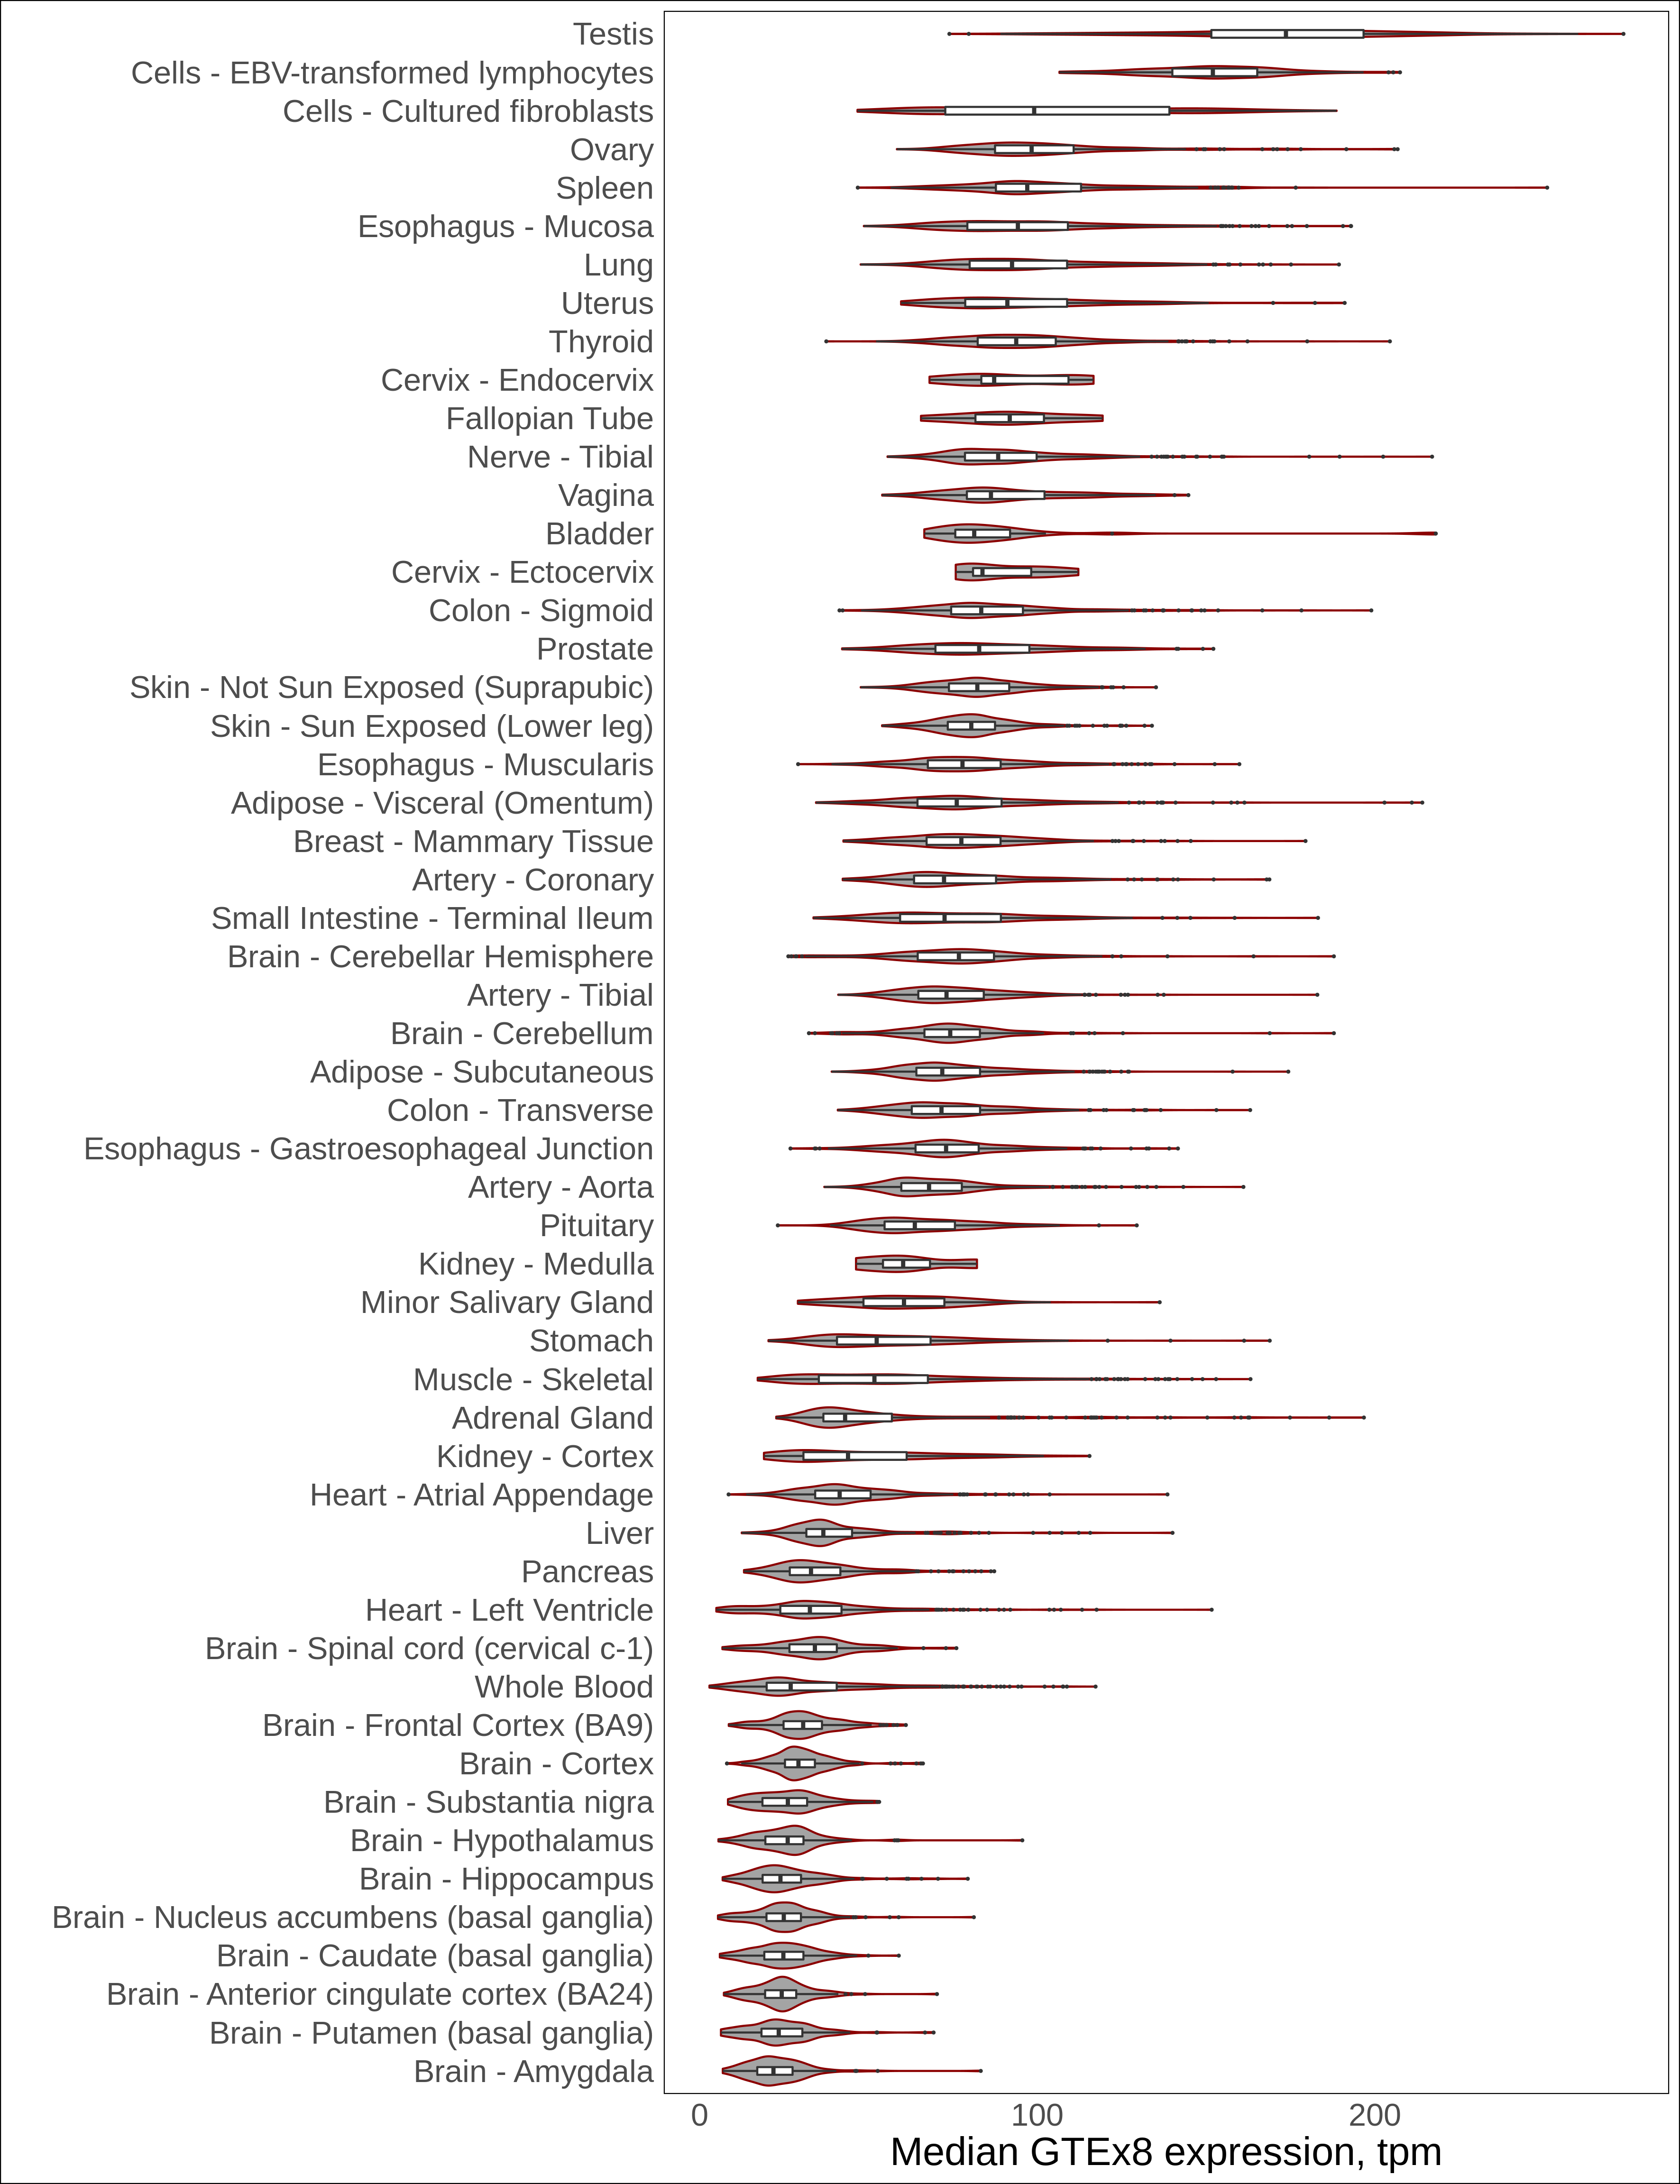 Testis
Cells - EBV-transformed lymphocytes
Cells - Cultured fibroblasts
Ovary
Spleen
Esophagus - Mucosa
Lung
Uterus
Thyroid
Cervix - Endocervix
Fallopian Tube
Nerve - Tibial
Vagina
Bladder
Cervix - Ectocervix
Colon - Sigmoid
Prostate
Skin - Not Sun Exposed (Suprapubic)
Skin - Sun Exposed (Lower leg)
Esophagus - Muscularis
Adipose - Visceral (Omentum)
Breast - Mammary Tissue
Artery - Coronary
Small Intestine - Terminal Ileum
Brain - Cerebellar Hemisphere
Artery - Tibial
Brain - Cerebellum
Adipose - Subcutaneous
Colon - Transverse
Esophagus - Gastroesophageal Junction
Artery - Aorta
Pituitary
Kidney - Medulla
Minor Salivary Gland
Stomach
Muscle - Skeletal
Adrenal Gland
Kidney - Cortex
Heart - Atrial Appendage
Liver
Pancreas
Heart - Left Ventricle
Brain - Spinal cord (cervical c-1)
Whole Blood
Brain - Frontal Cortex (BA9)
Brain - Cortex
Brain - Substantia nigra
Brain - Hypothalamus
Brain - Hippocampus
Brain - Nucleus accumbens (basal ganglia)
Brain - Caudate (basal ganglia)
Brain - Anterior cingulate cortex (BA24)
Brain - Putamen (basal ganglia)
Brain - Amygdala
0 100 200
Median GTEx8 expression, tpm